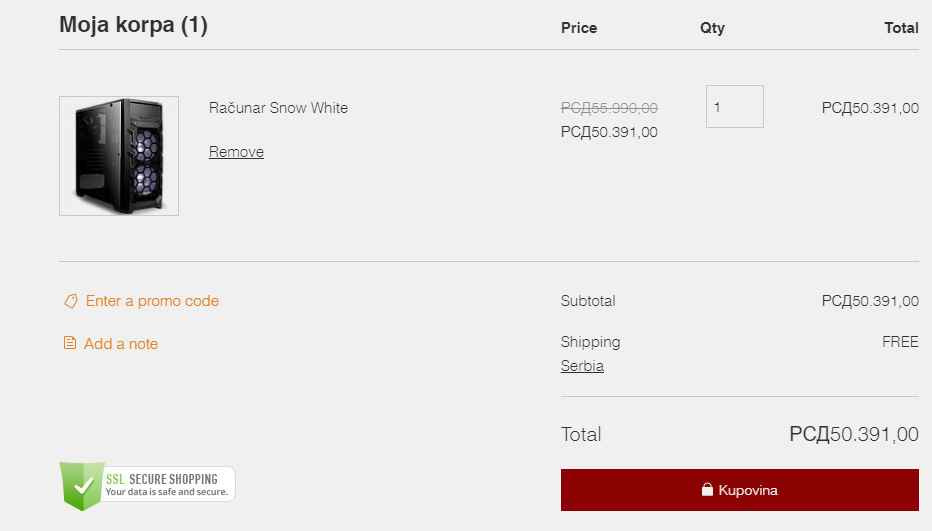 Moja korpa (1)
Price
Qty
Total
Računar Snow White
РСД55.990,00
1
РСД50.391,00
РСД50.391,00
Remove
Enter a promo code
Subtotal
РСД50.391,00
Add a note
Shipping
FREE
Serbia
Total
РСД50.391,00
SSL SECURE SHOPPING
Your data is safe and secure.
Kupovina